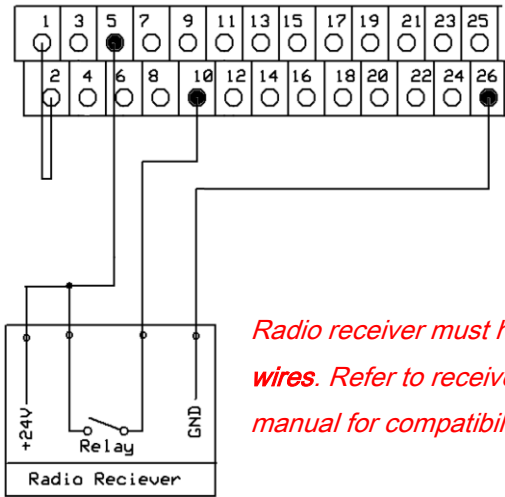 1 3 5 7 9 11 13 15 17 19 21 23 25
2 4 6 8 10 12 14 16 18 20 22 24 26
Radio receiver must h
wires. Refer to receive
manual for compatibil
+24V
GND
Relay
Radio Reciever